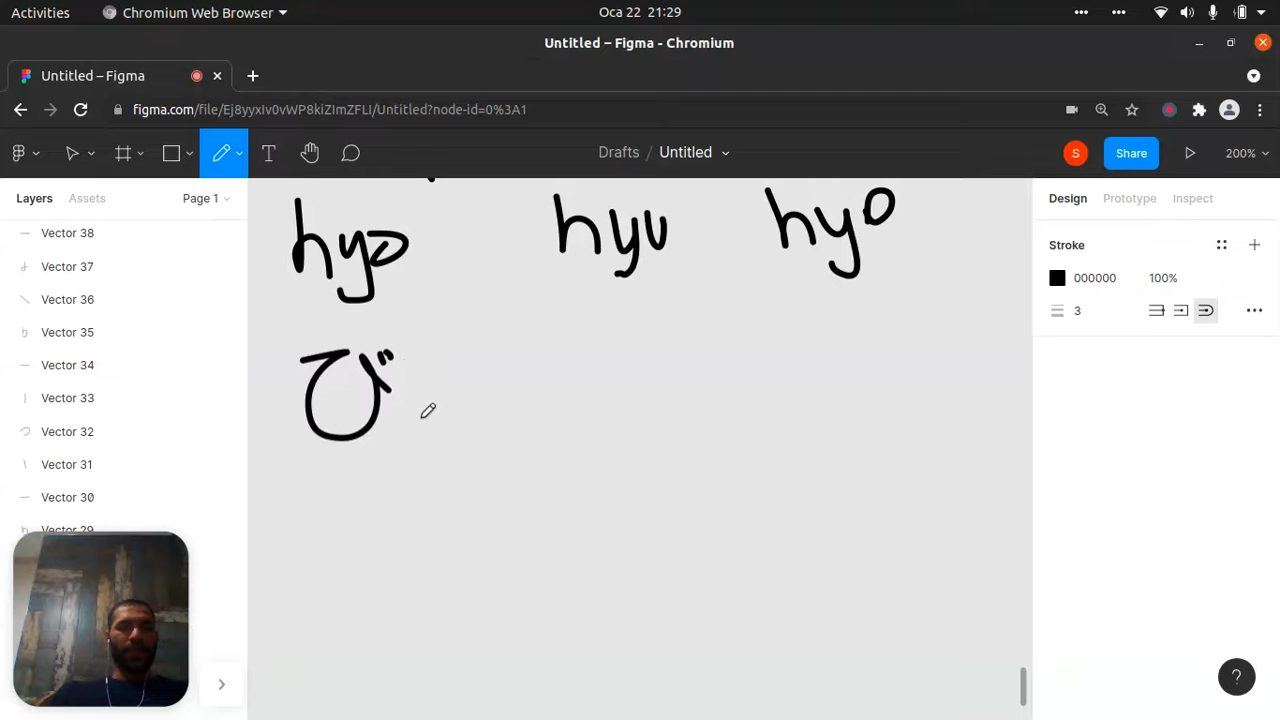 Activities
Chromium Web Browser
Oca 22 21:29
Untitled – Figma - Chromium
Untitled – Figma
figma.com/file/Ej8yyxIv0vWP8kiZImZFLI/Untitled?node-id=0%3A1
Drafts / Untitled
S
Share
200%
Layers
Assets
Page 1
Design
Prototype
Inspect
Vector 38
Vector 37
Vector 36
Vector 35
Vector 34
Vector 33
Vector 32
Vector 31
Vector 30
Vector 29
Stroke
000000
100%
3
hya hyu hyo
び
?